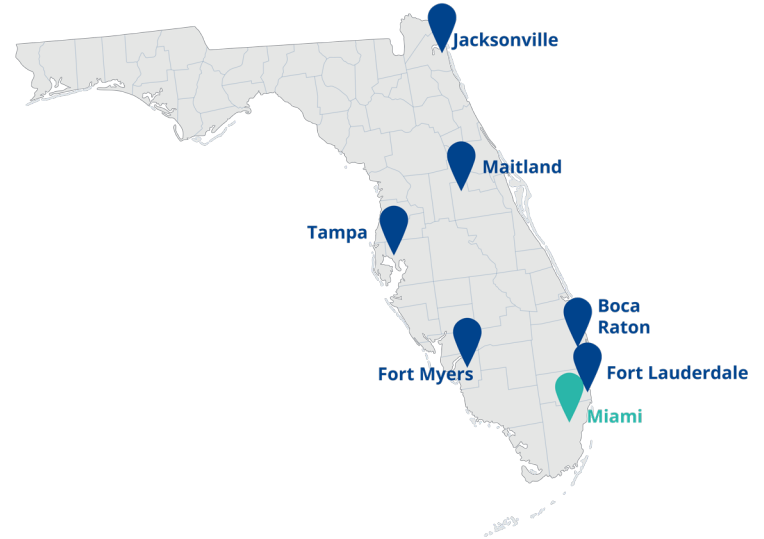 Jacksonville
Maitland
Tampa
Boca
Raton
Fort Myers
Fort Lauderdale
Miami